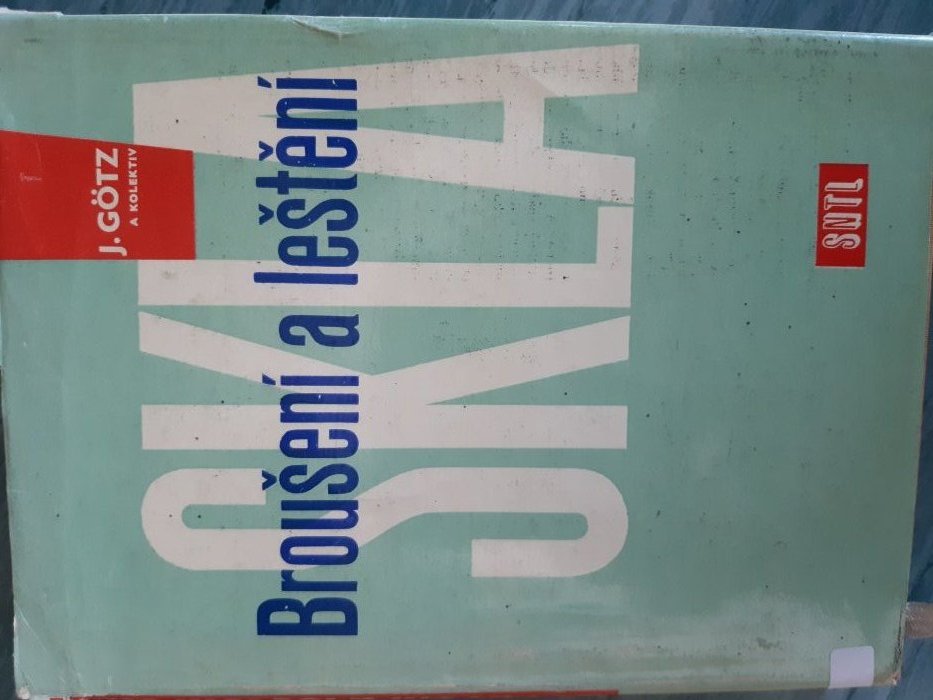 J. GÖTZ
A KOLEKTIV
Broušení a leštění
SKLA
SNTL